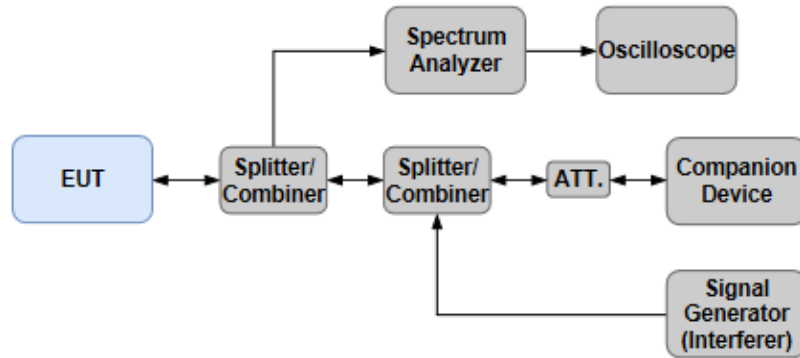 Spectrum
Analyzer
Oscilloscope
EUT
Splitter/
Combiner
Splitter/
Combiner
ATT.
Companion
Device
Signal
Generator
(Interferer)